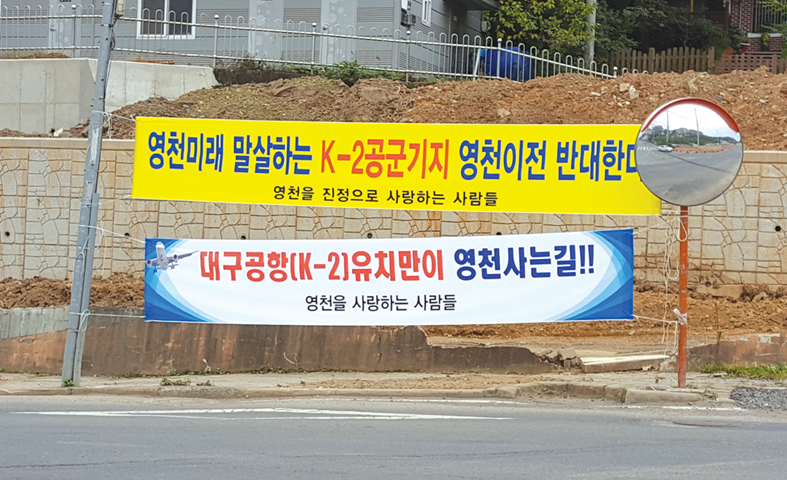 영천미래 말살하는 K-2공군기지 영천이전 반대한
영천을 진정으로 사랑하는 사람들
대구공항(K-2)유치만이 영천사는길!!
영천을 사랑하는 사람들